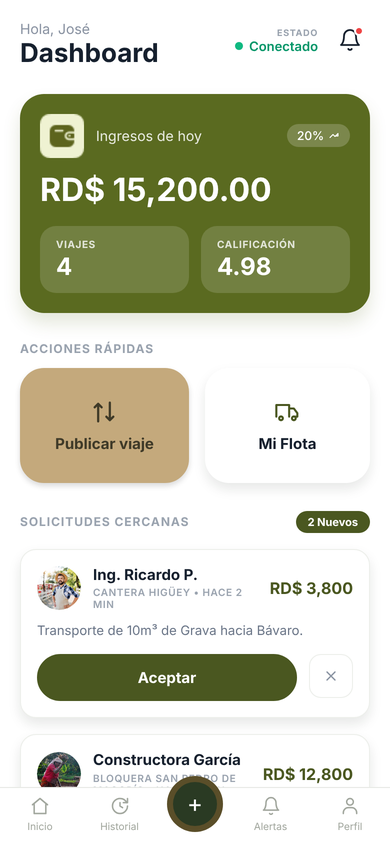 Hola, José
Dashboard
ESTADO
Conectado
Ingresos de hoy
20%
RD$ 15,200.00
VIAJES
4
CALIFICACIÓN
4.98
ACCIONES RÁPIDAS
Publicar viaje
Mi Flota
SOLICITUDES CERCANAS
2 Nuevos
Ing. Ricardo P.
CANTERA HIGÜEY • HACE 2
MIN
RD$ 3,800
Transporte de 10m³ de Grava hacia Bávaro.
Aceptar
Constructora García
BLOQUERA SAN PEDRO DE
RD$ 12,800
Inicio
Historial
Alertas
Perfil